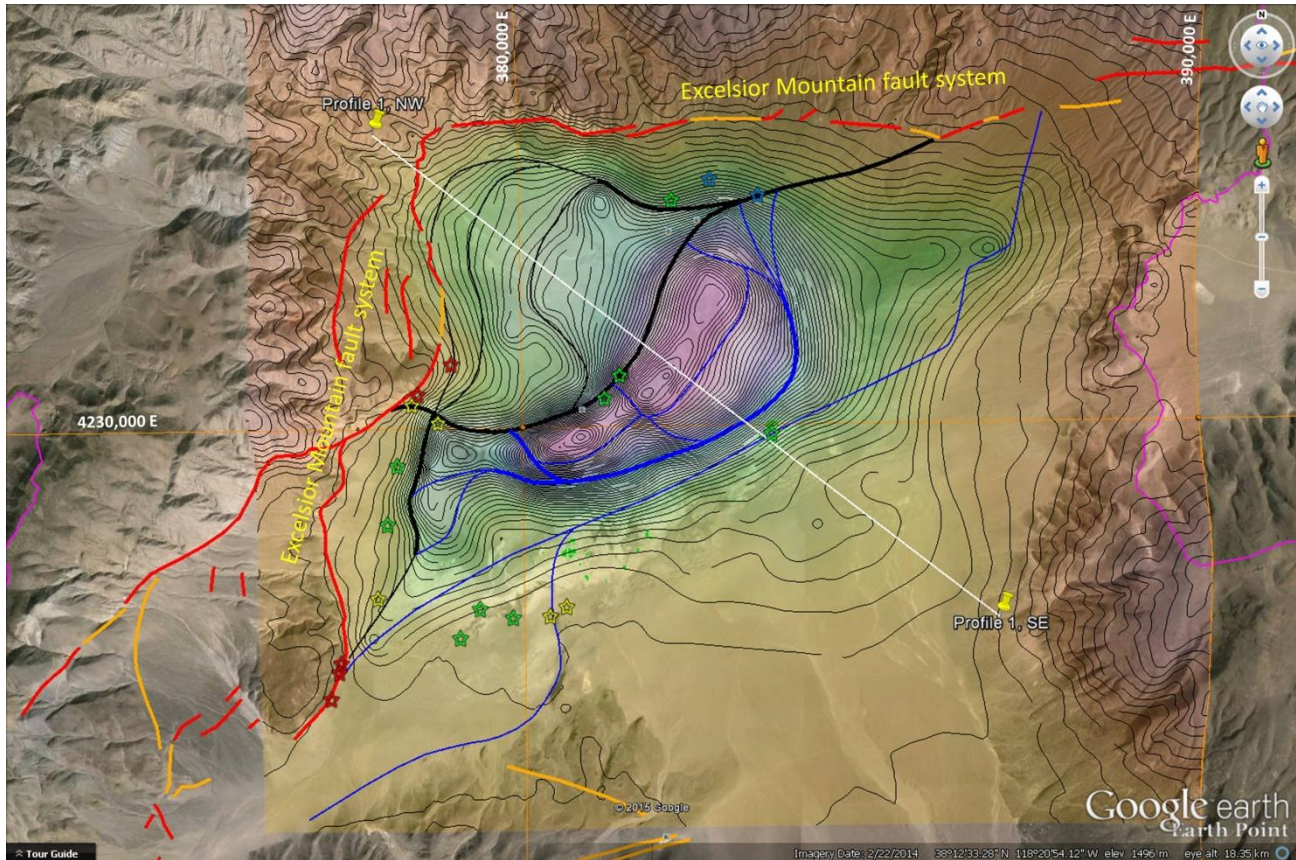 380,000 E
390,000 E
N
Excelsior Mountain fault system
Profile 1, NW
Excelsior Mountain fault system
4230,000 E
Profile 1, SE
© 2015 Google
Google earth
Earth Point
Tour Guide
Imagery Date: 2/22/2014 38°12'33.28" N 118°20'54.12" W elev 1496 m eye alt 18.35 km